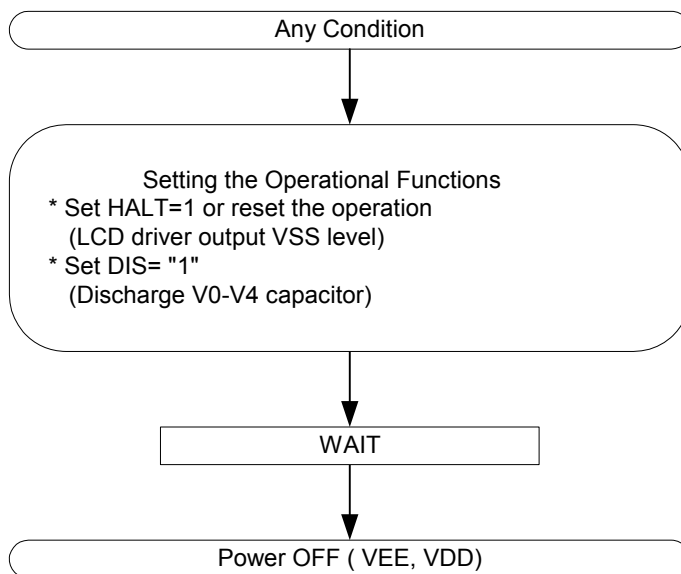 Any Condition
Setting the Operational Functions
* Set HALT=1 or reset the operation
(LCD driver output VSS level)
* Set DIS= "1"
(Discharge V0-V4 capacitor)
WAIT
Power OFF ( VEE, VDD)